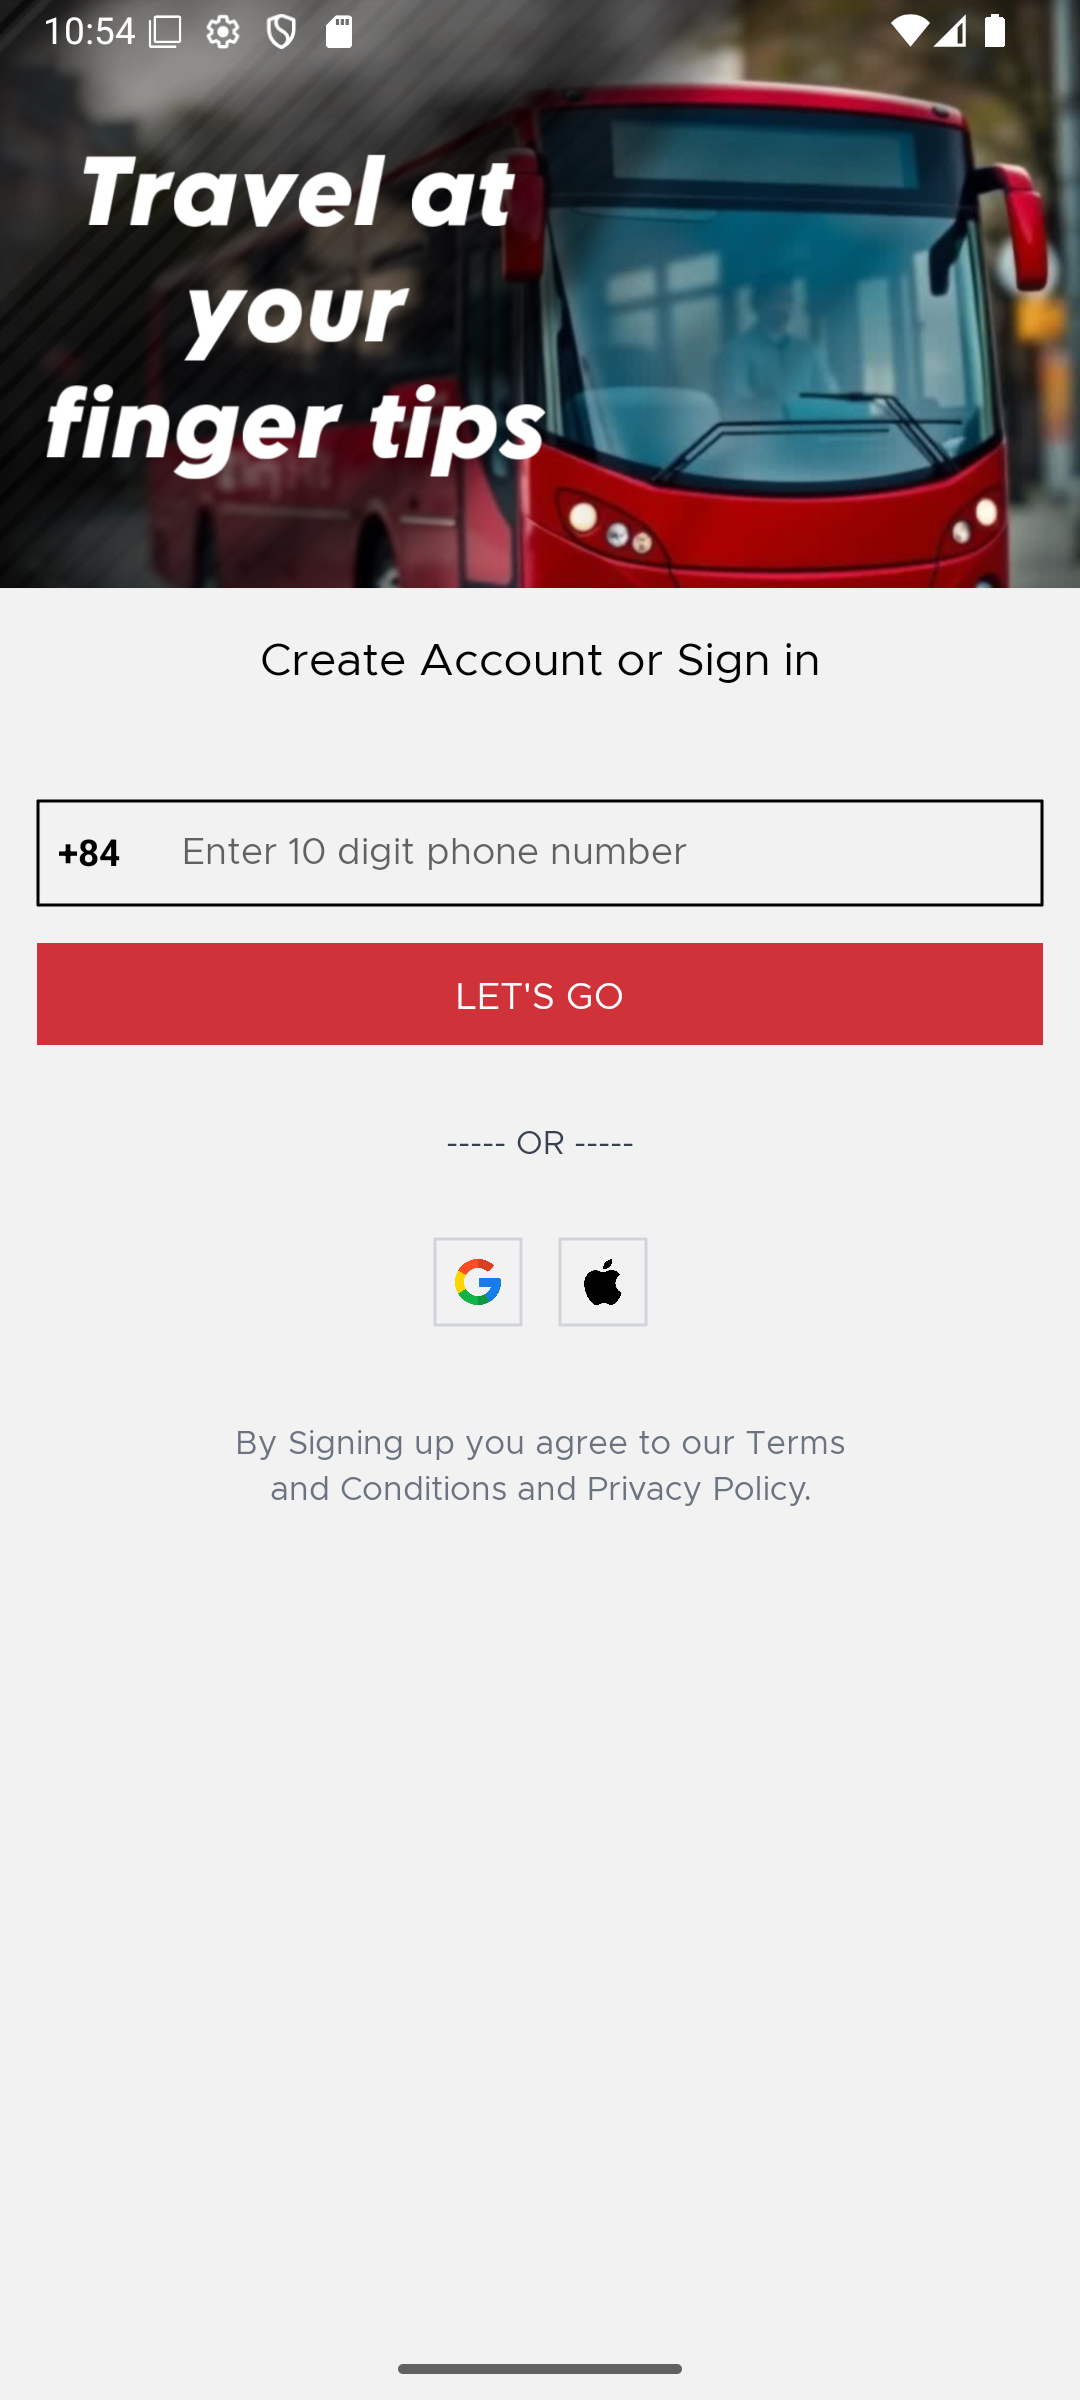 10:54
Travel at
your
finger tips
Create Account or Sign in
+84 Enter 10 digit phone number
LET'S GO
----- OR -----
By Signing up you agree to our Terms
and Conditions and Privacy Policy.